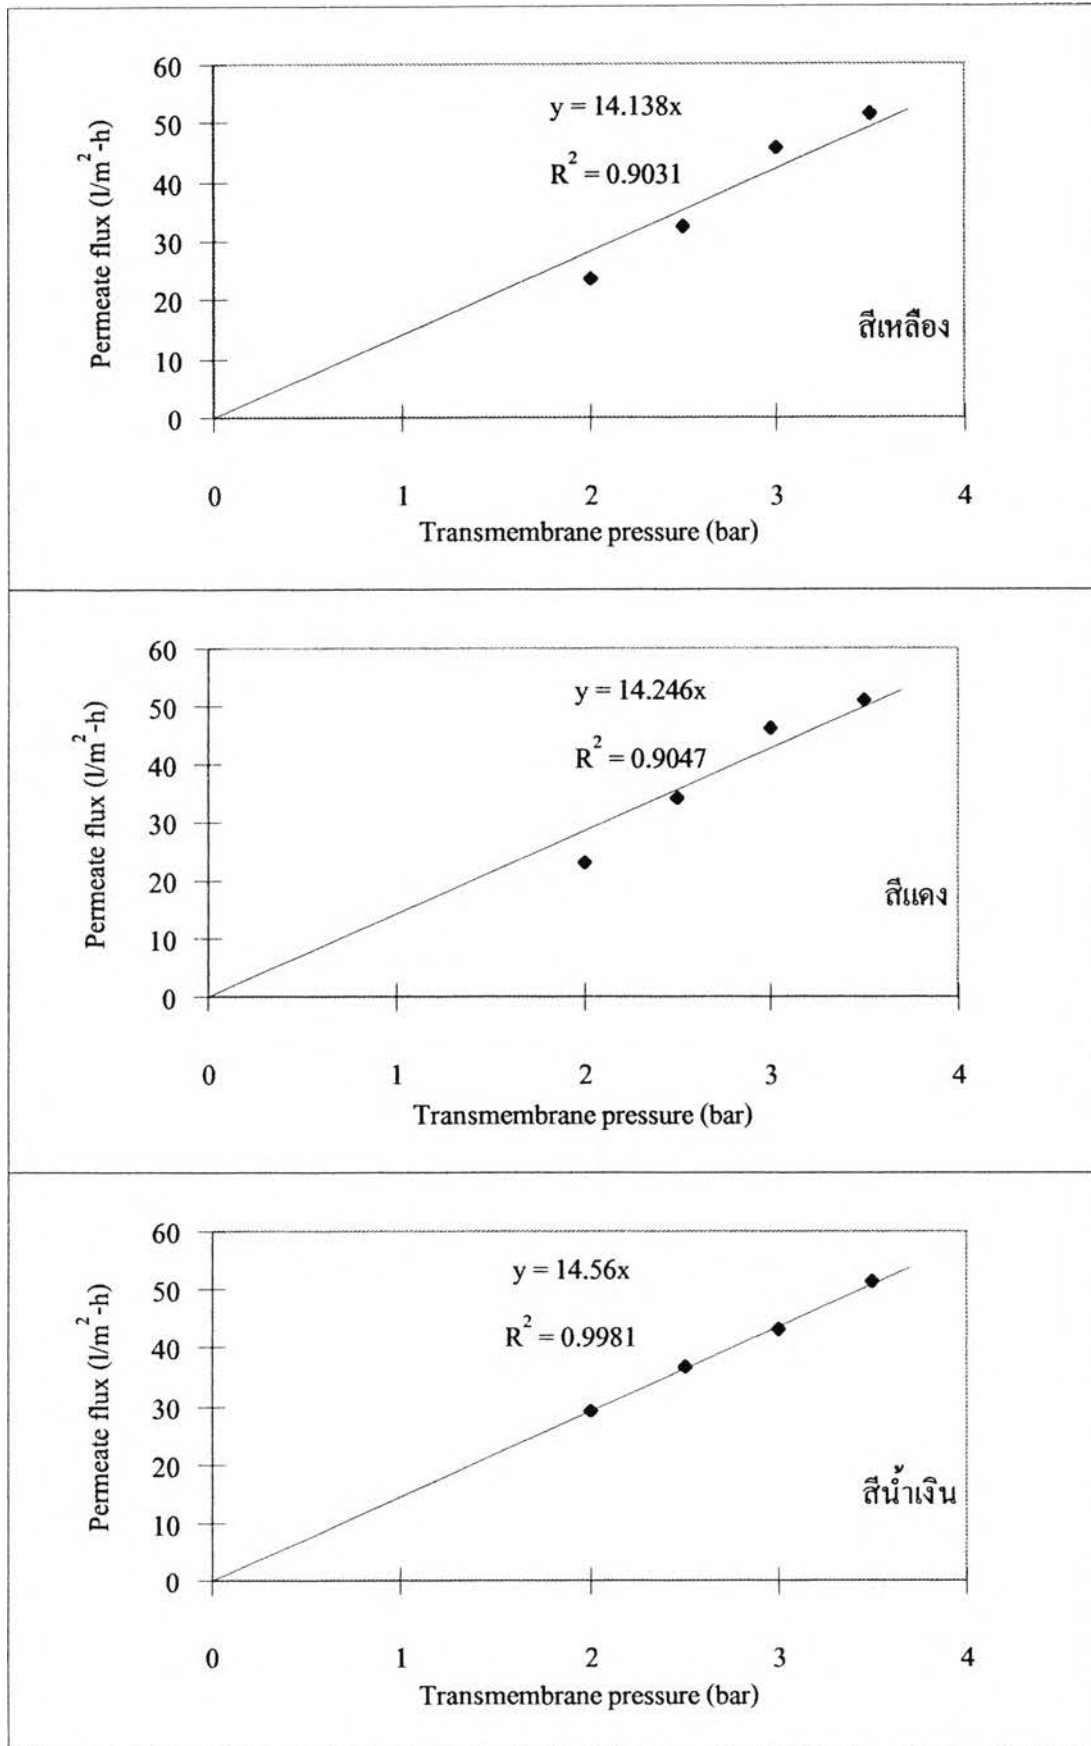 60
50
40
30
20
10
0
Permeate flux (l/m²-h)
y = 14.138x
R² = 0.9031
สีเหลือง
0 1 2 3 4
Transmembrane pressure (bar)
60
50
40
30
20
10
0
Permeate flux (l/m²-h)
y = 14.246x
R² = 0.9047
สีแดง
0 1 2 3 4
Transmembrane pressure (bar)
60
50
40
30
20
10
0
Permeate flux (l/m²-h)
y = 14.56x
R² = 0.9981
สีน้ำเงิน
0 1 2 3 4
Transmembrane pressure (bar)